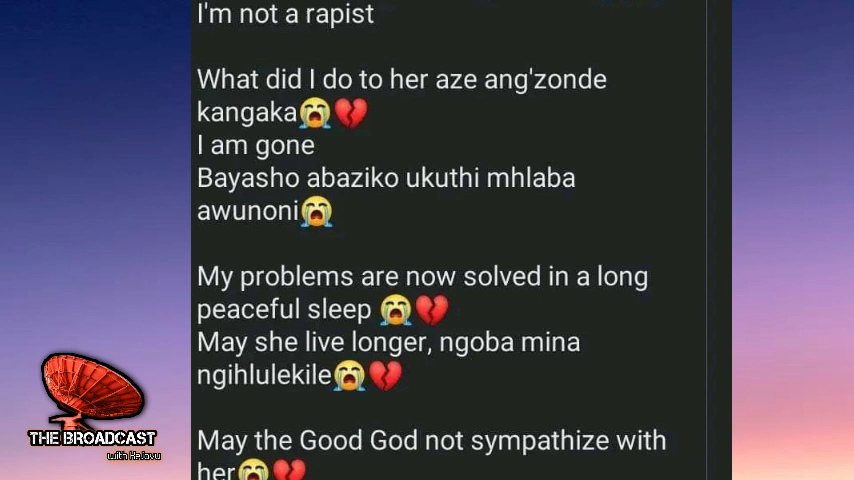 I'm not a rapist
What did I do to her aze ang'zonde
kangaka😭💔
I am gone
Bayasho abaziko ukuthi mhlaba
awunoni😭
My problems are now solved in a long
peaceful sleep 😭💔
May she live longer, ngoba mina
ngihlulekile😭💔
May the Good God not sympathize with
her😭💔
THE BROADCAST
with KeJavu